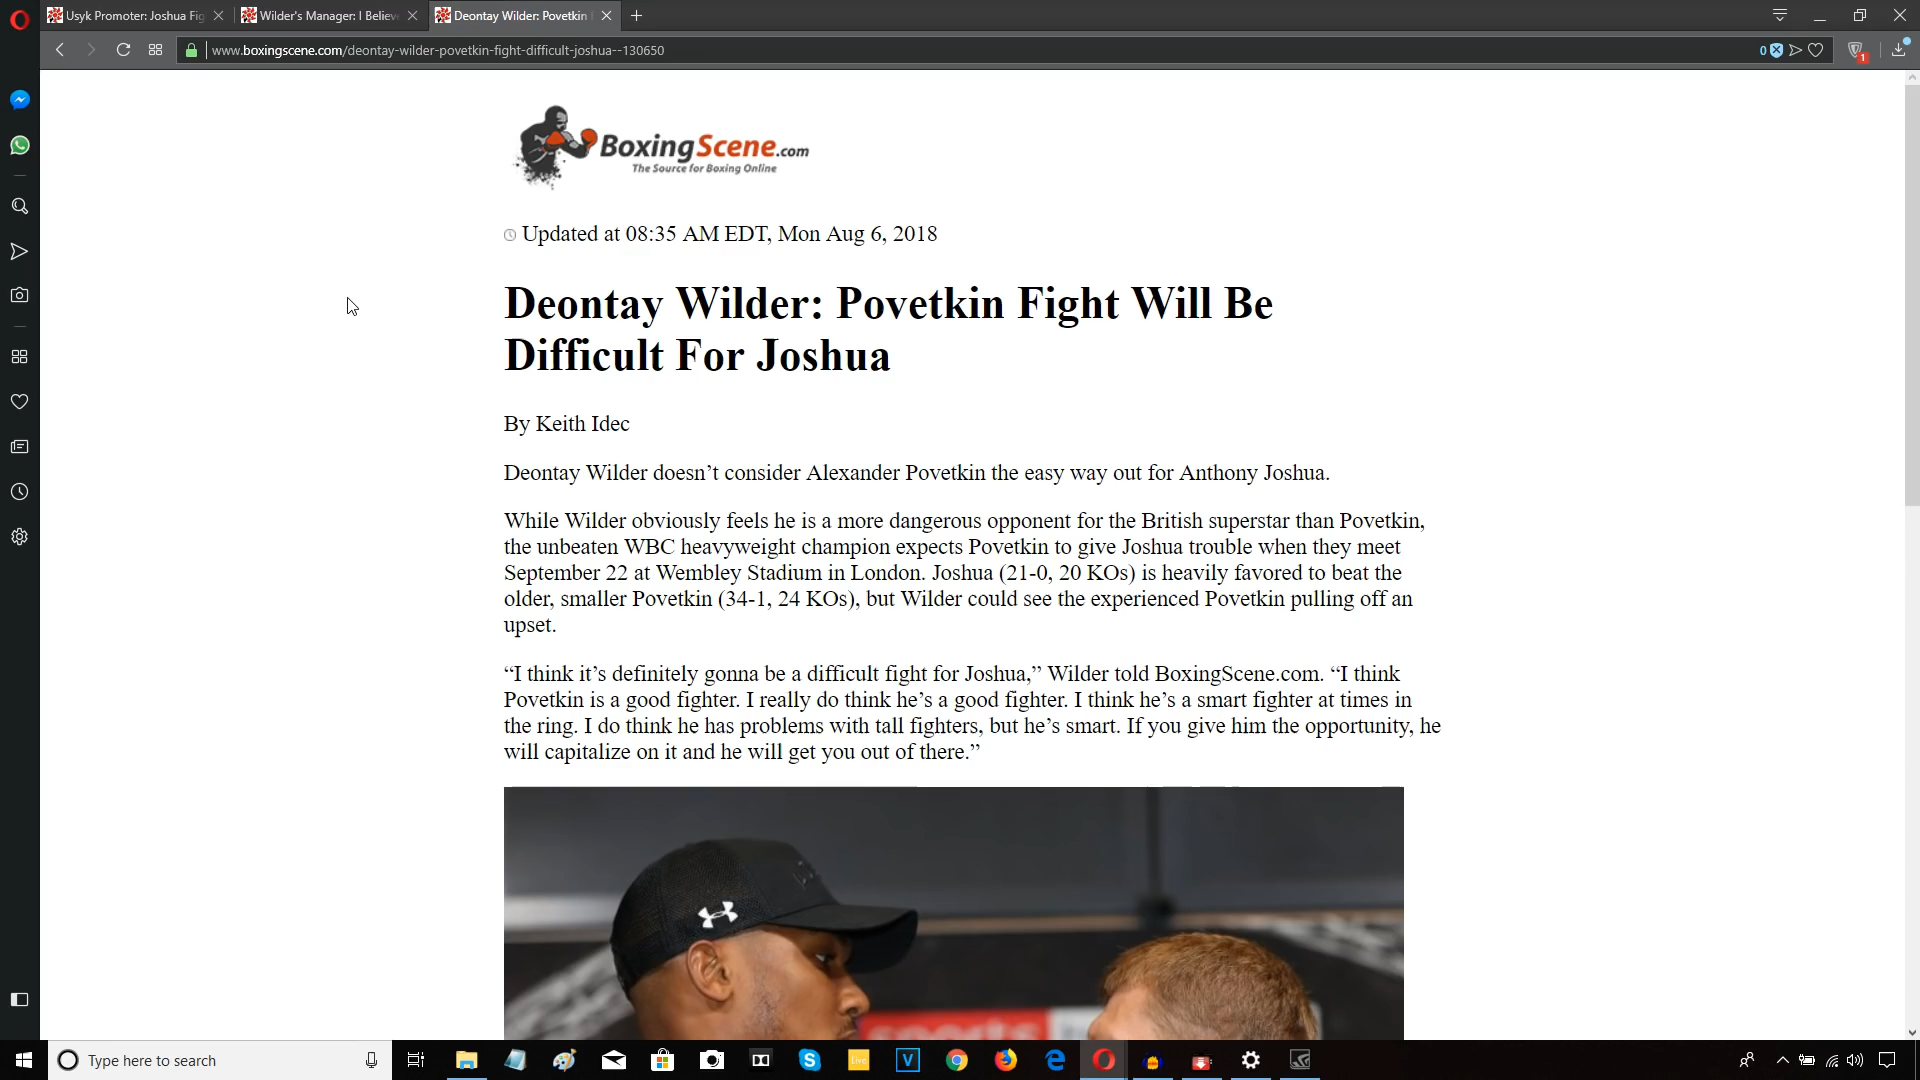 Usyk Promoter: Joshua Fig
Wilder's Manager: I Believ
Deontay Wilder: Povetkin
www.boxingscene.com/deontay-wilder-povetkin-fight-difficult-joshua--130650
0
1
BoxingScene.com
The Source for Boxing Online
Updated at 08:35 AM EDT, Mon Aug 6, 2018
Deontay Wilder: Povetkin Fight Will Be
Difficult For Joshua
By Keith Idec
Deontay Wilder doesn’t consider Alexander Povetkin the easy way out for Anthony Joshua.
While Wilder obviously feels he is a more dangerous opponent for the British superstar than Povetkin,
the unbeaten WBC heavyweight champion expects Povetkin to give Joshua trouble when they meet
September 22 at Wembley Stadium in London. Joshua (21-0, 20 KOs) is heavily favored to beat the
older, smaller Povetkin (34-1, 24 KOs), but Wilder could see the experienced Povetkin pulling off an
upset.
“I think it’s definitely gonna be a difficult fight for Joshua,” Wilder told BoxingScene.com. “I think
Povetkin is a good fighter. I really do think he’s a good fighter. I think he’s a smart fighter at times in
the ring. I do think he has problems with tall fighters, but he’s smart. If you give him the opportunity, he
will capitalize on it and he will get you out of there.”
sports
Type here to search
Live
V